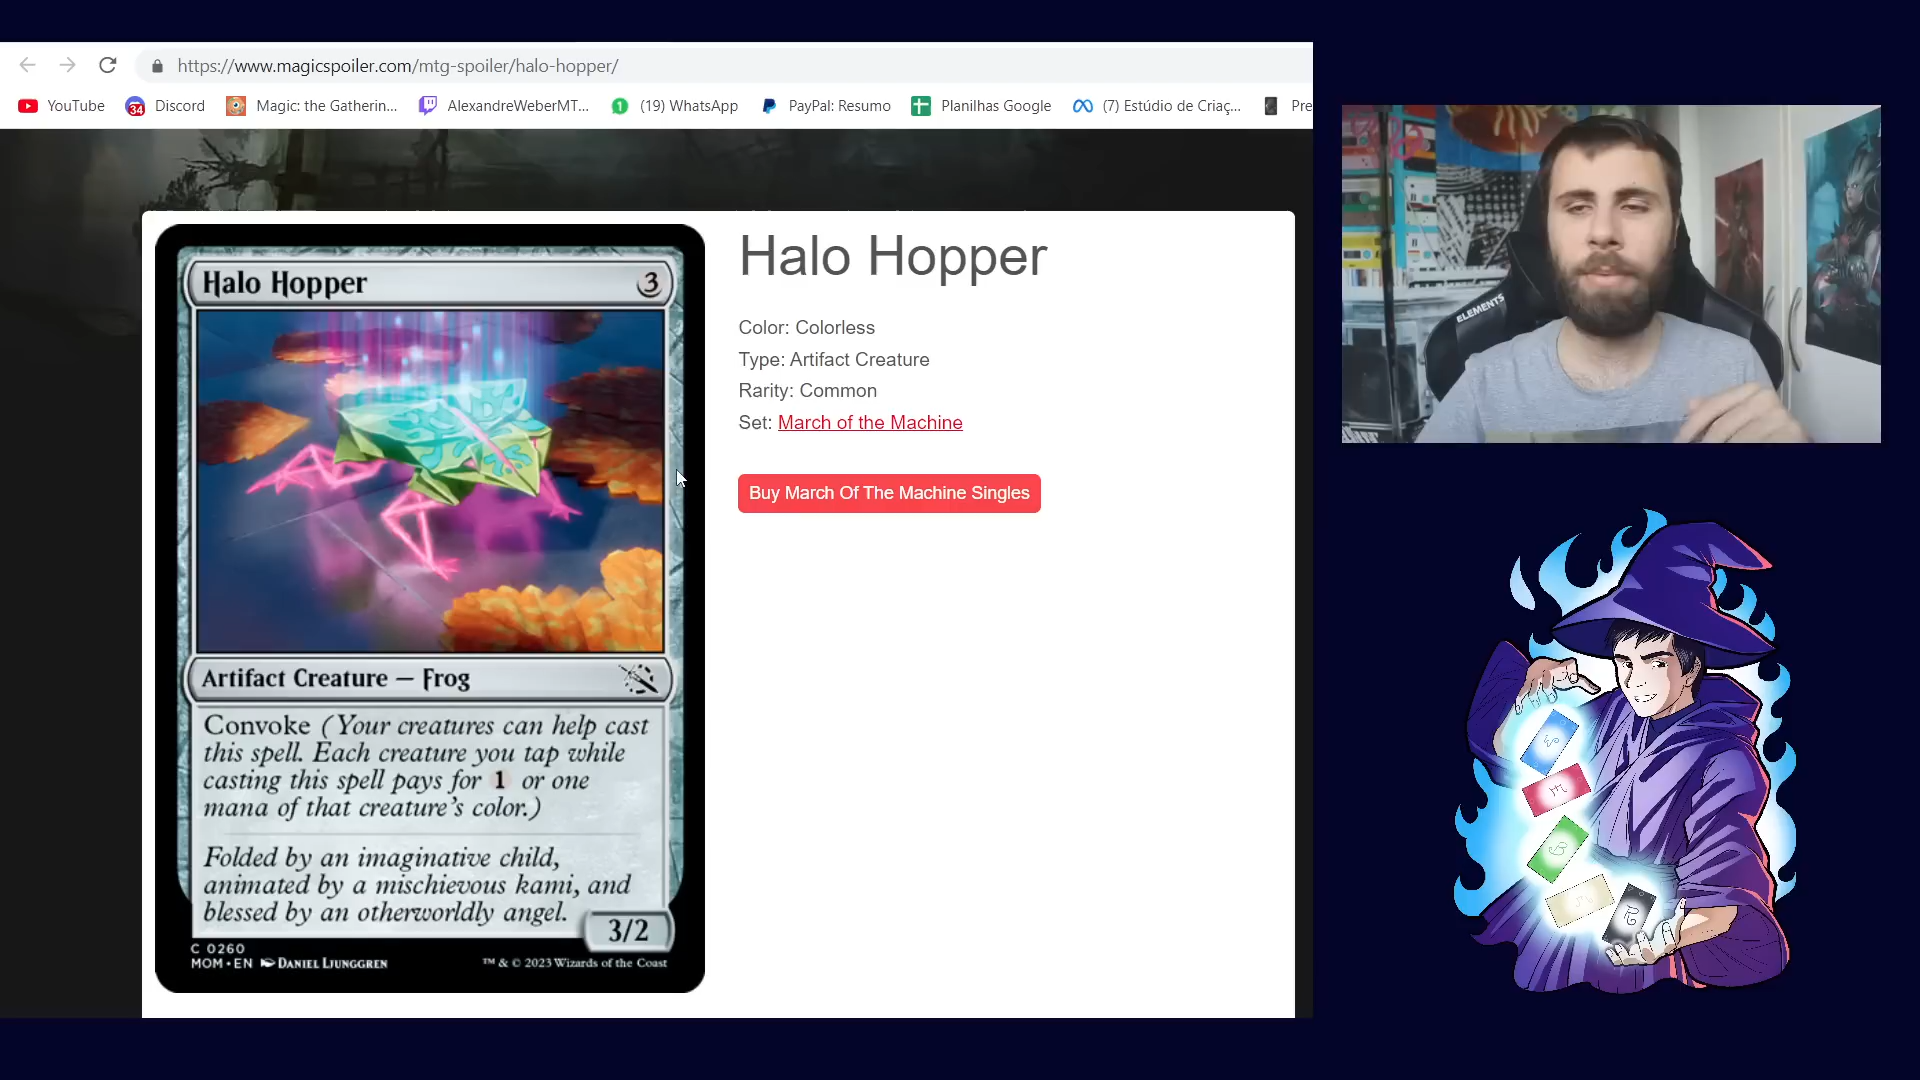 https://www.magicspoiler.com/mtg-spoiler/halo-hopper/
YouTube
34
Discord
Magic: the Gatherin...
AlexandreWeberMT...
1
(19) WhatsApp
PayPal: Resumo
Planilhas Google
(7) Estúdio de Criaç...
Pre
Halo Hopper
3
Artifact Creature — Frog
Convoke (Your creatures can help cast
this spell. Each creature you tap while
casting this spell pays for 1 or one
mana of that creature's color.)
Folded by an imaginative child,
animated by a mischievous kami, and
blessed by an otherworldly angel.
3/2
C 0260
MOM • EN DANIEL LJUNGGREN
™ & © 2023 Wizards of the Coast
Halo Hopper
Color: Colorless
Type: Artifact Creature
Rarity: Common
Set: March of the Machine
Buy March Of The Machine Singles
ELEMENTS